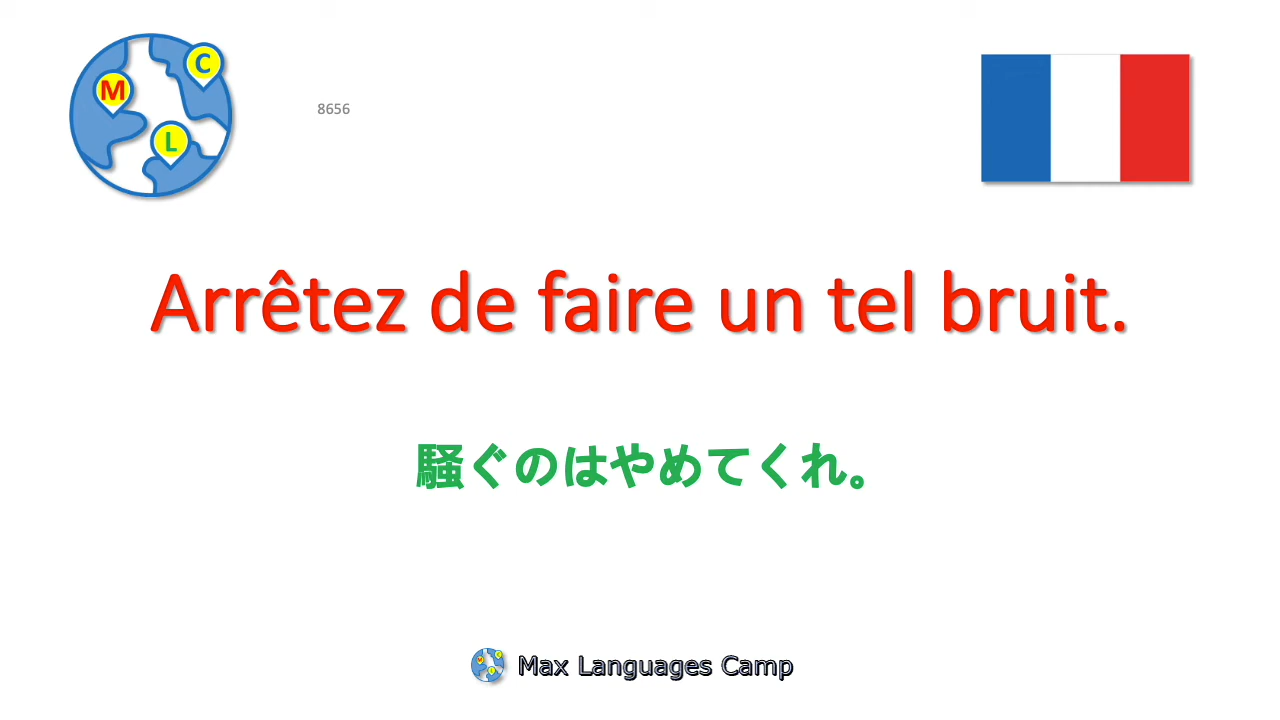 M
C
L
8656
Arrêtez de faire un tel bruit.
騒ぐのはやめてくれ。
Max Languages Camp